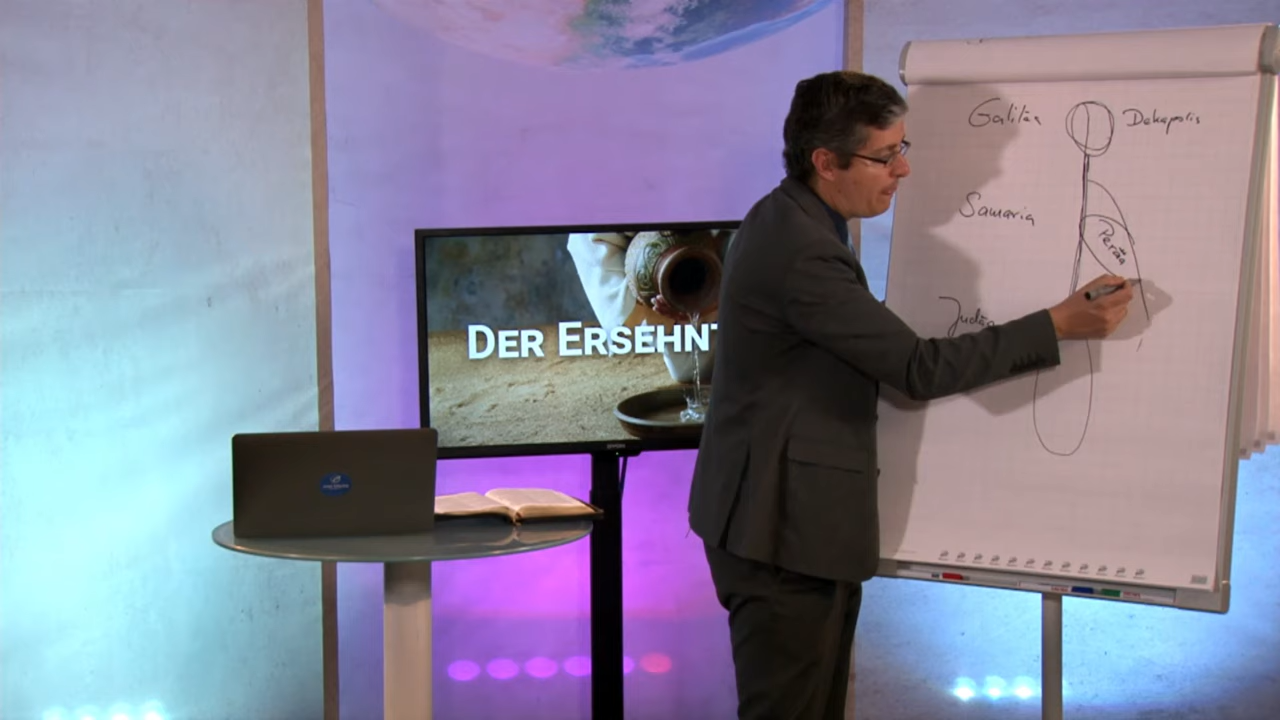 Galiläa Dekapolis
Samaria
Peräa
Judäa
DER ERSEHNT